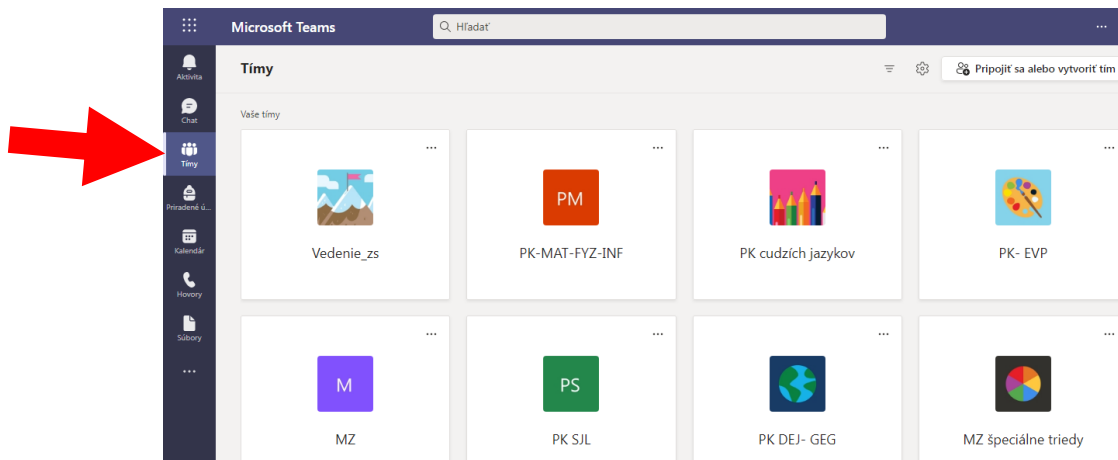 Microsoft Teams
Hľadať
Aktivita
Chat
Tímy
Priradené ú...
Kalendár
Hovory
Súbory
Tímy
Pripojiť sa alebo vytvoriť tím
Vaše tímy
Vedenie_zs
PM
PK-MAT-FYZ-INF
PK cudzích jazykov
PK- EVP
M
MZ
PS
PK SJL
PK DEJ- GEG
MZ špeciálne triedy